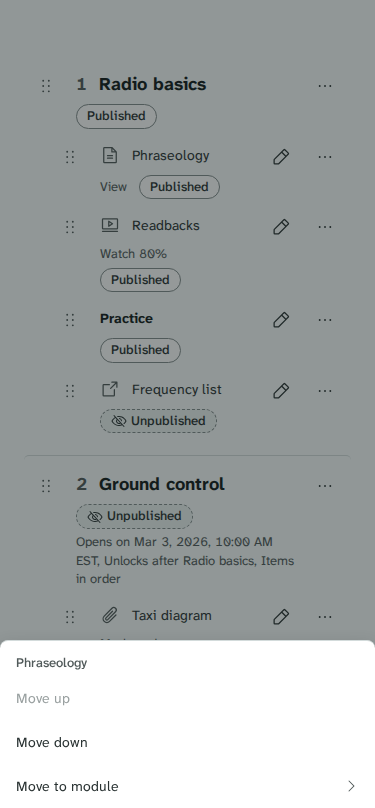 1 Radio basics
Published
Phraseology
View Published
Readbacks
Watch 80%
Published
Practice
Published
Frequency list
Unpublished
2 Ground control
Unpublished
Opens on Mar 3, 2026, 10:00 AM
EST, Unlocks after Radio basics, Items
in order
Taxi diagram
Phraseology
Move up
Move down
Move to module